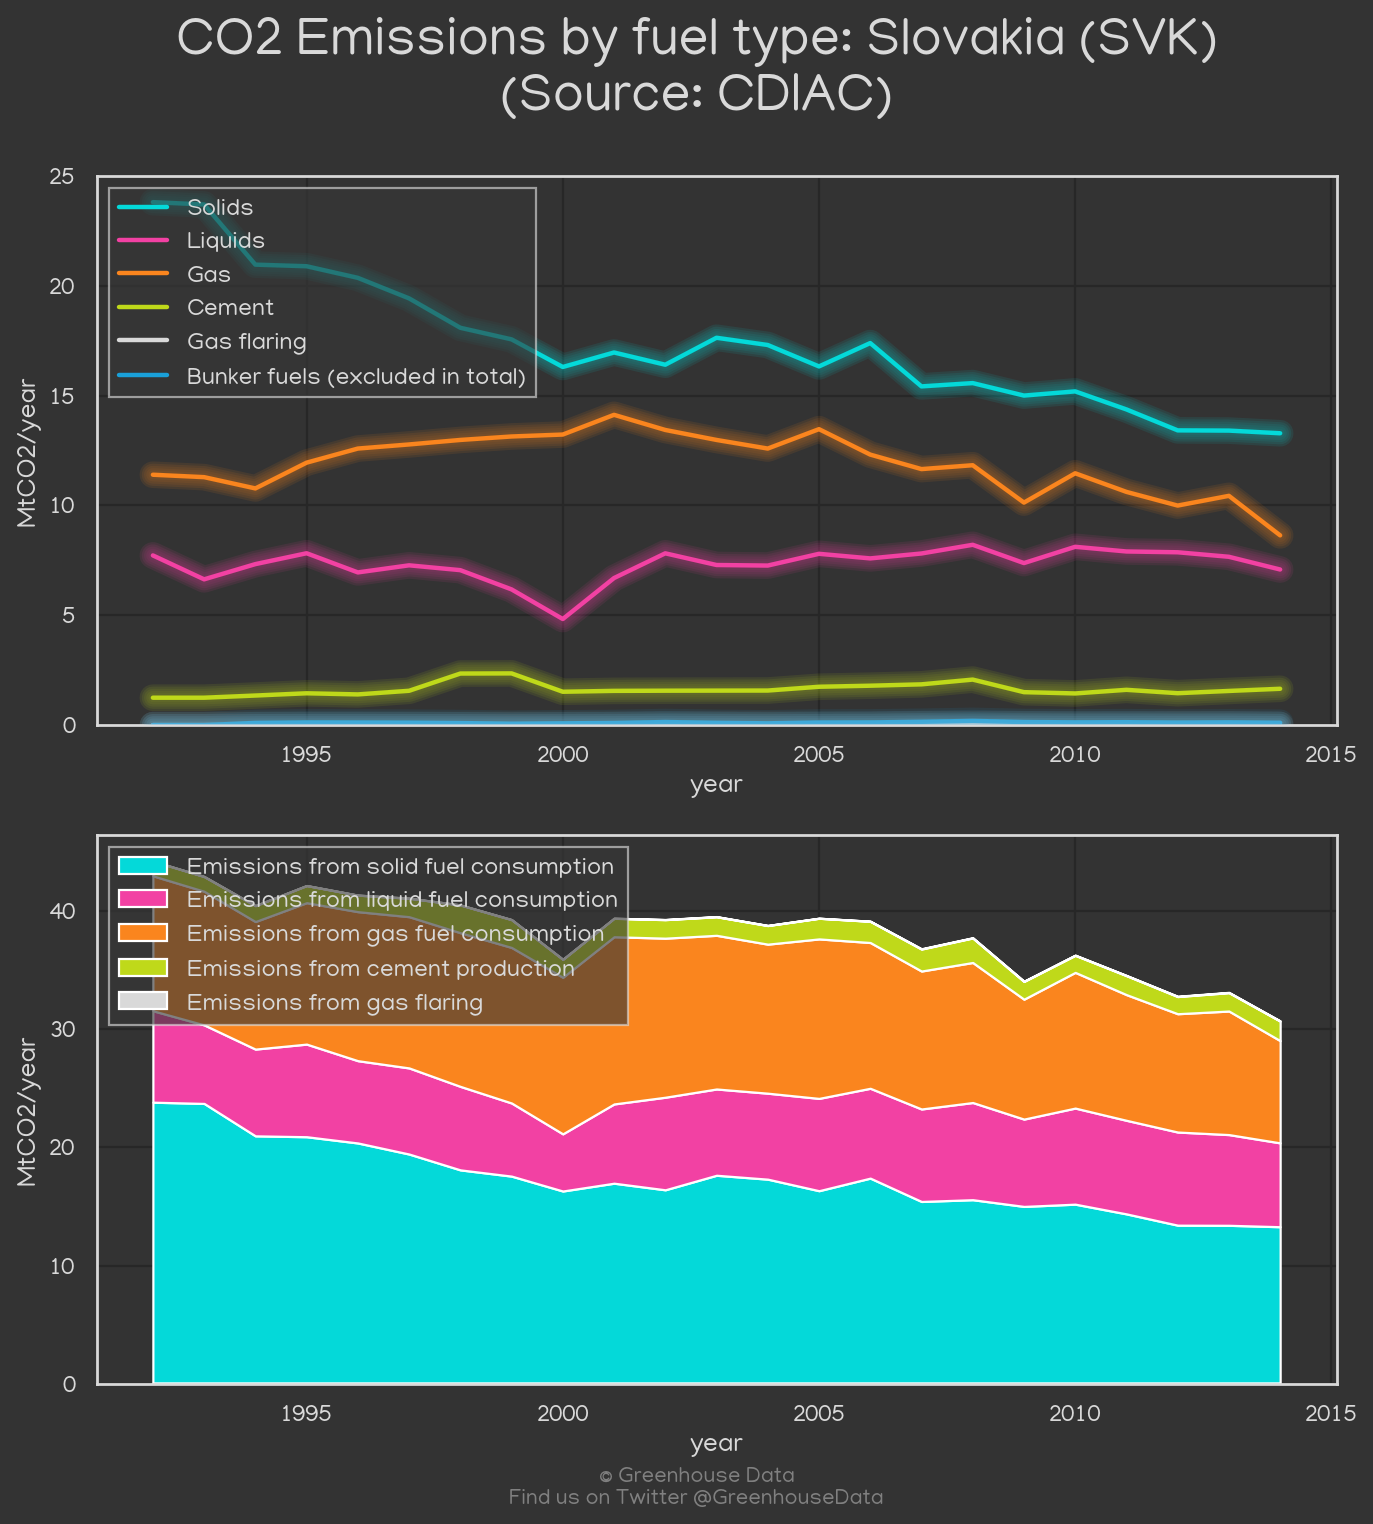 CO2 Emissions by fuel type: Slovakia (SVK)
(Source: CDIAC)
25
20
15
10
5
0
MtCO2/year
Solids
Liquids
Gas
Cement
Gas flaring
Bunker fuels (excluded in total)
1995 2000 2005 2010 2015
year
40
30
20
10
0
MtCO2/year
Emissions from solid fuel consumption
Emissions from liquid fuel consumption
Emissions from gas fuel consumption
Emissions from cement production
Emissions from gas flaring
1995 2000 2005 2010 2015
year
© Greenhouse Data
Find us on Twitter @GreenhouseData